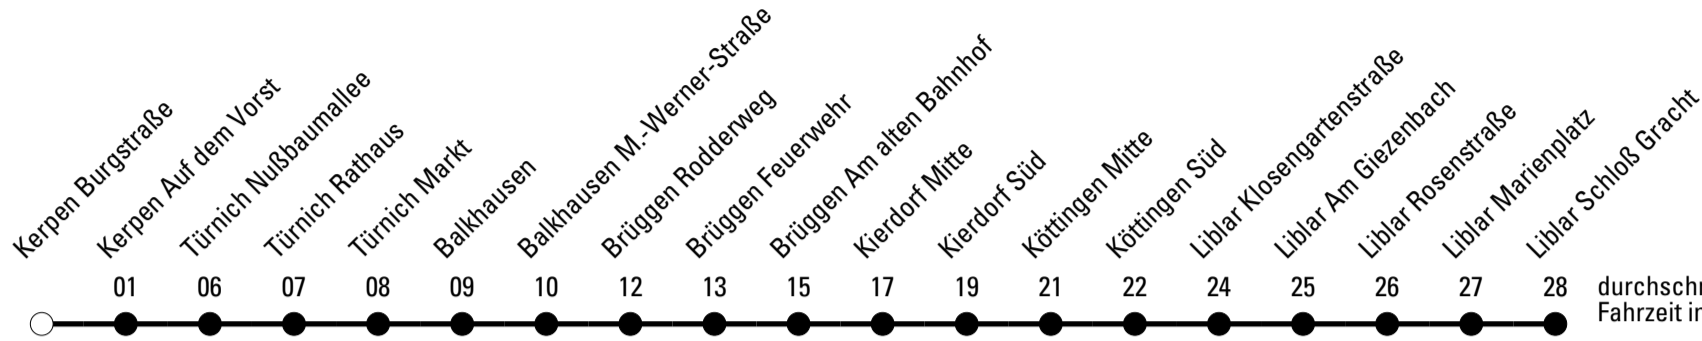 Kerpen Burgstraße
Kerpen Auf dem Vorst
Türnich Nußbaumallee
Türnich Rathaus
Türnich Markt
Balkhausen
Balkhausen M.-Werner-Straße
Brüggen Rodderweg
Brüggen Feuerwehr
Brüggen Am alten Bahnhof
Kierdorf Mitte
Kierdorf Süd
Köttingen Mitte
Köttingen Süd
Liblar Klosengartenstraße
Liblar Am Giezenbach
Liblar Rosenstraße
Liblar Marienplatz
Liblar Schloß Gracht
01 06 07 08 09 10 12 13 15 17 19 21 22 24 25 26 27 28
Fahrzeit